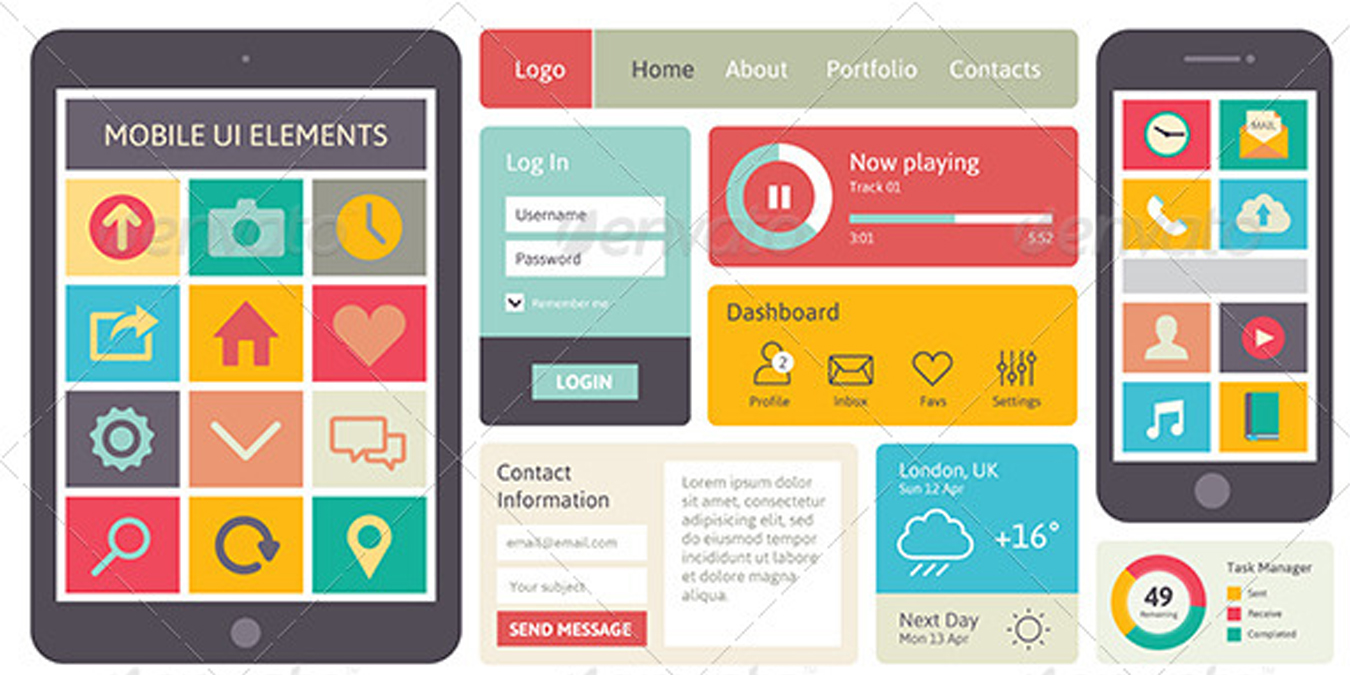 MOBILE UI ELEMENTS
Logo
Home
About
Portfolio
Contacts
Log In
Username
Password
Remember me
LOGIN
Now playing
Track 01
3:01
5:52
Dashboard
2
Profile
Inbox
Favs
Settings
Contact
Information
email@email.com
Your subject
SEND MESSAGE
Lorem ipsum dolor
sit amet, consectetur
adipisicing elit, sed
do eiusmod tempor
incididunt ut labore
et dolore magna
aliqua.
London, UK
Sun 12 Apr
+16°
Next Day
Mon 13 Apr
MAIL
49
Remaining
Task Manager
Sent
Receive
Completed
envato
envato
envato